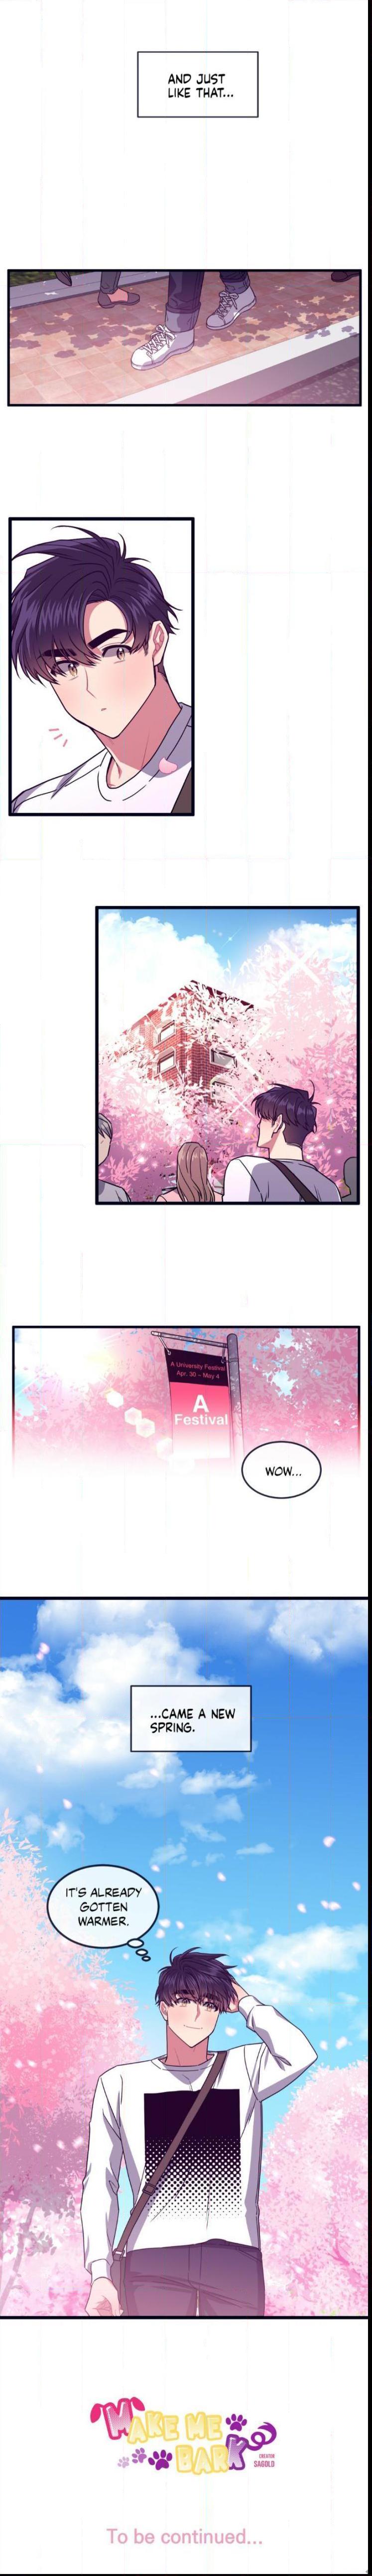 AND JUST
LIKE THAT...
A University Festival
Apr. 30 - May 4
A
Festival
WOW...
...CAME A NEW
SPRING.
IT'S ALREADY
GOTTEN
WARMER.
MAKE ME
BARK
CREATOR
SAGOLD
To be continued...